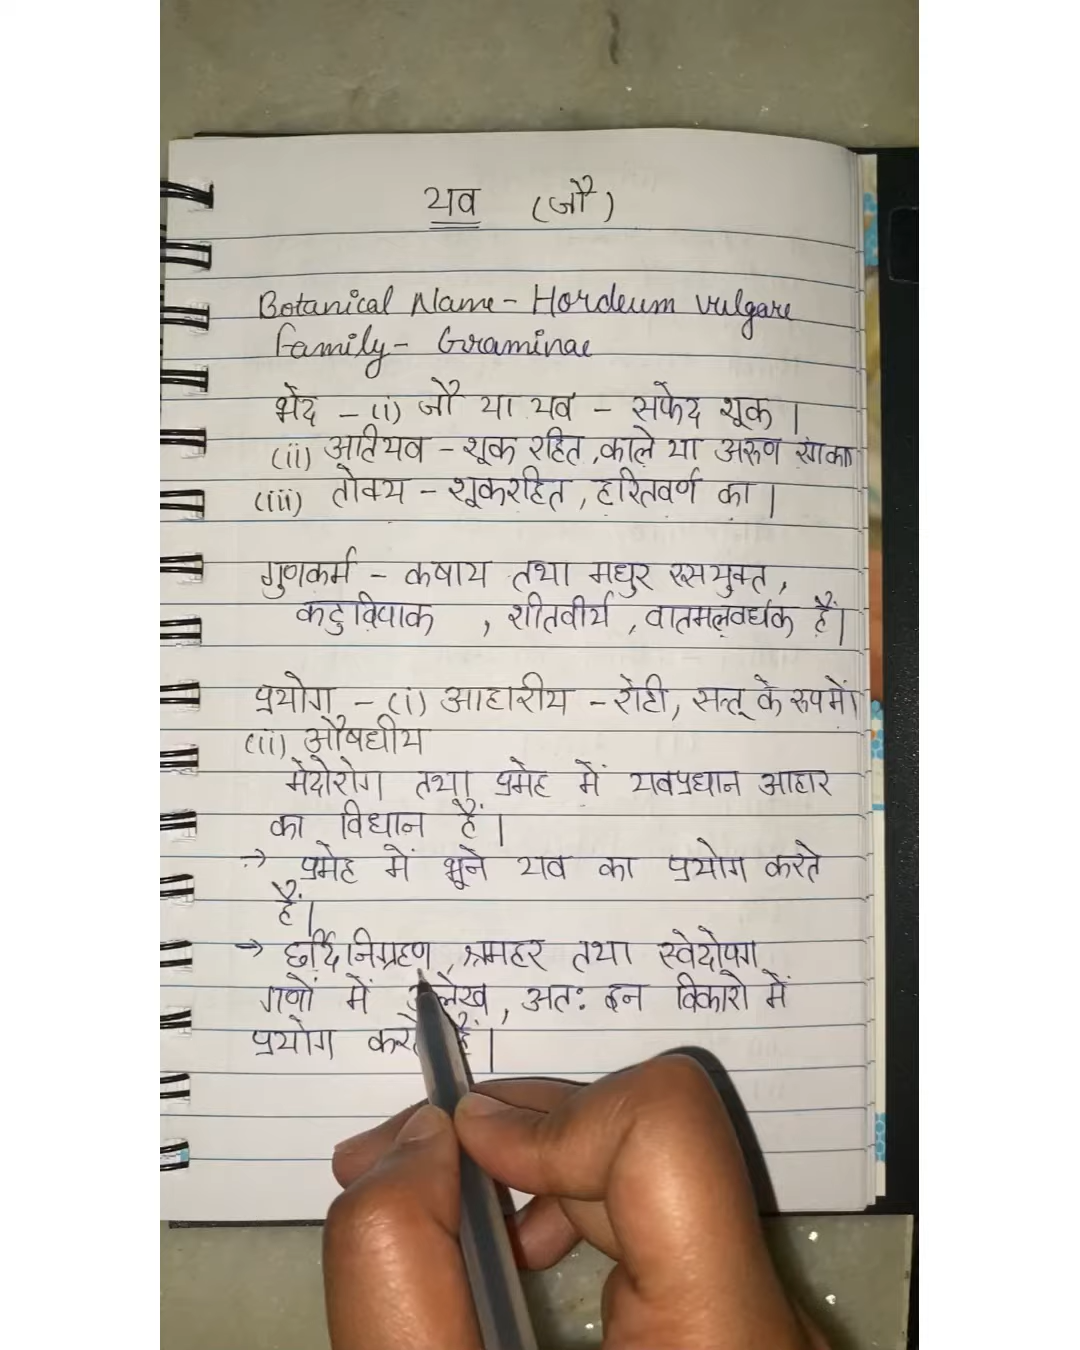 यव (जौ)
Botanical Name - Hordeum vulgare
Family - Graminae
भेद - (i) जौ या यव - सफेद शूक ।
(ii) अतियव - शूक रहित, काले या अरुण रंग का
(iii) तोक्य - शूकरहित, हरितवर्ण का ।
गुणकर्म - कषाय तथा मधुर रसयुक्त,
कटुविपाक , शीतवीर्य , वातमलवर्धक है।
प्रयोग - (i) आहारीय - रोटी, सत्तू के रूप में।
(ii) औषधीय
मेदोरोग तथा प्रमेह में यवप्रधान आहार
का विधान है ।
-> प्रमेह में भूने यव का प्रयोग करते
हैं।
-> छर्दिनिग्रहण, श्रमहर तथा स्वेदोपग
गणों में उल्लेख, अतः इन विकारो में
प्रयोग करते हैं।